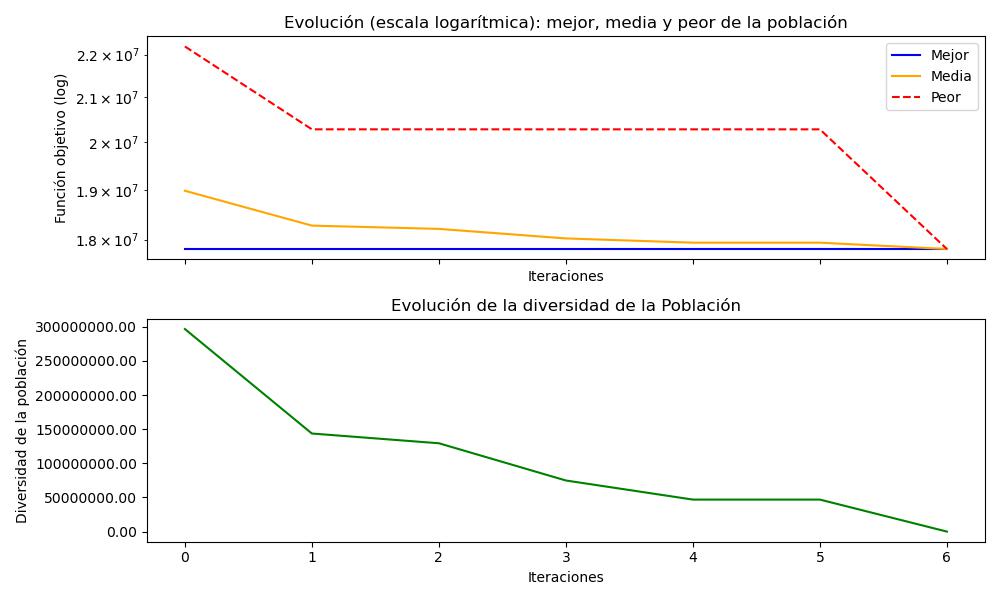 Evolución (escala logarítmica): mejor, media y peor de la población
Función objetivo (log)
2.2 × 10⁷
2.1 × 10⁷
2 × 10⁷
1.9 × 10⁷
1.8 × 10⁷
Mejor
Media
Peor
Iteraciones
Evolución de la diversidad de la Población
Diversidad de la población
300000000.00
250000000.00
200000000.00
150000000.00
100000000.00
50000000.00
0.00
0 1 2 3 4 5 6
Iteraciones